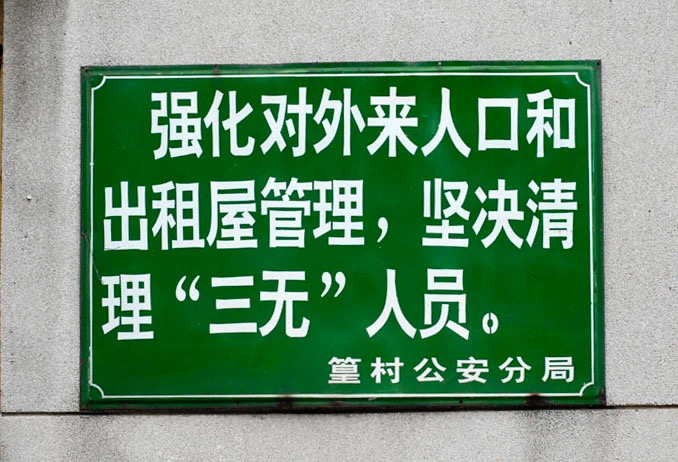 强化对外来人口和
出租屋管理，坚决清
理“三无”人员。
篁村公安分局